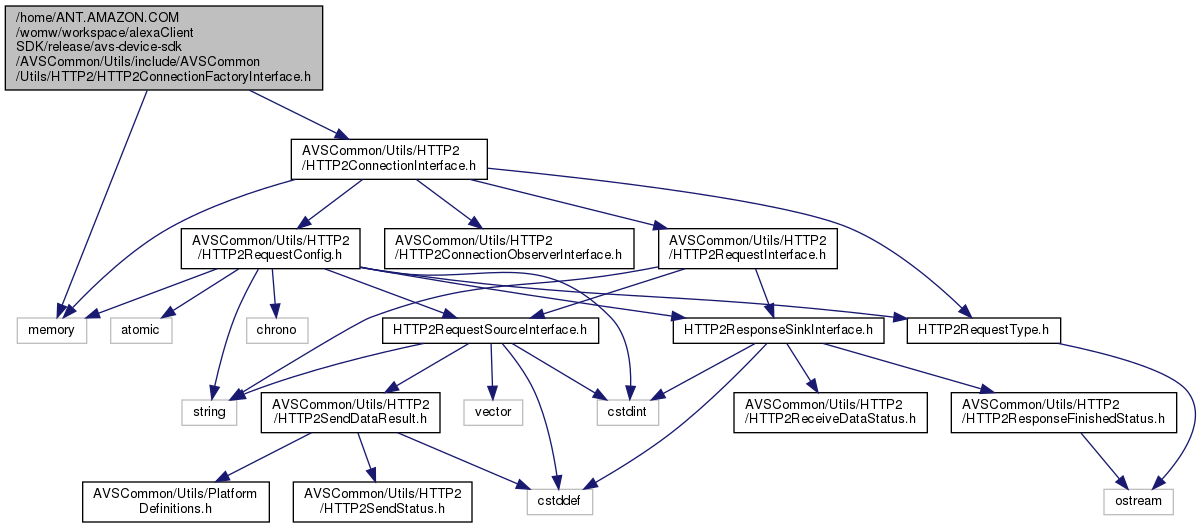 /home/ANT.AMAZON.COM
/womw/workspace/alexaClient
SDK/release/avs-device-sdk
/AVSCommon/Utils/include/AVSCommon
/Utils/HTTP2/HTTP2ConnectionFactoryInterface.h
AVSCommon/Utils/HTTP2
/HTTP2ConnectionInterface.h
AVSCommon/Utils/HTTP2
/HTTP2RequestConfig.h
AVSCommon/Utils/HTTP2
/HTTP2ConnectionObserverInterface.h
AVSCommon/Utils/HTTP2
/HTTP2RequestInterface.h
memory
atomic
chrono
HTTP2RequestSourceInterface.h
HTTP2ResponseSinkInterface.h
HTTP2RequestType.h
string
AVSCommon/Utils/HTTP2
/HTTP2SendDataResult.h
vector
cstdint
AVSCommon/Utils/HTTP2
/HTTP2ReceiveDataStatus.h
AVSCommon/Utils/HTTP2
/HTTP2ResponseFinishedStatus.h
AVSCommon/Utils/Platform
Definitions.h
AVSCommon/Utils/HTTP2
/HTTP2SendStatus.h
cstddef
ostream